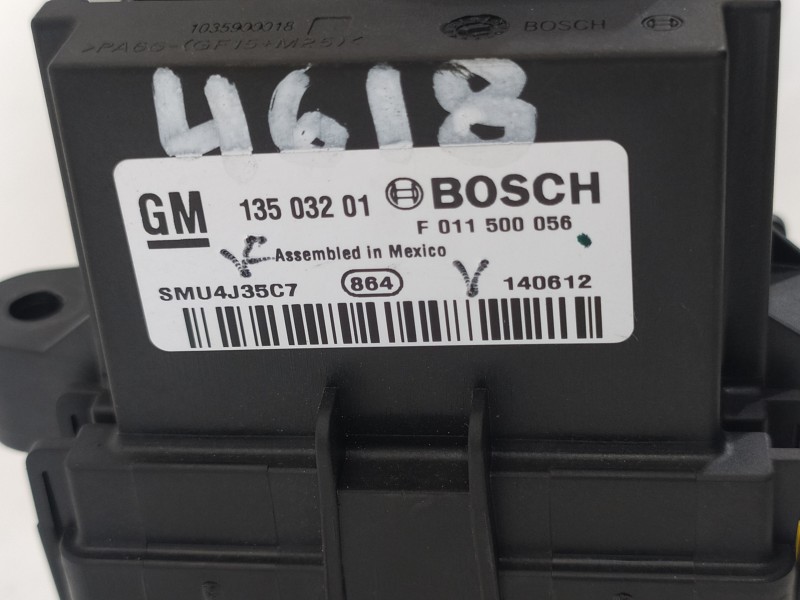 1035900018
BOSCH
>PA66-(GF15+M25)<
4618
GM 135 032 01 BOSCH
F 011 500 056
Assembled in Mexico
SMU4J35C7 864 140612